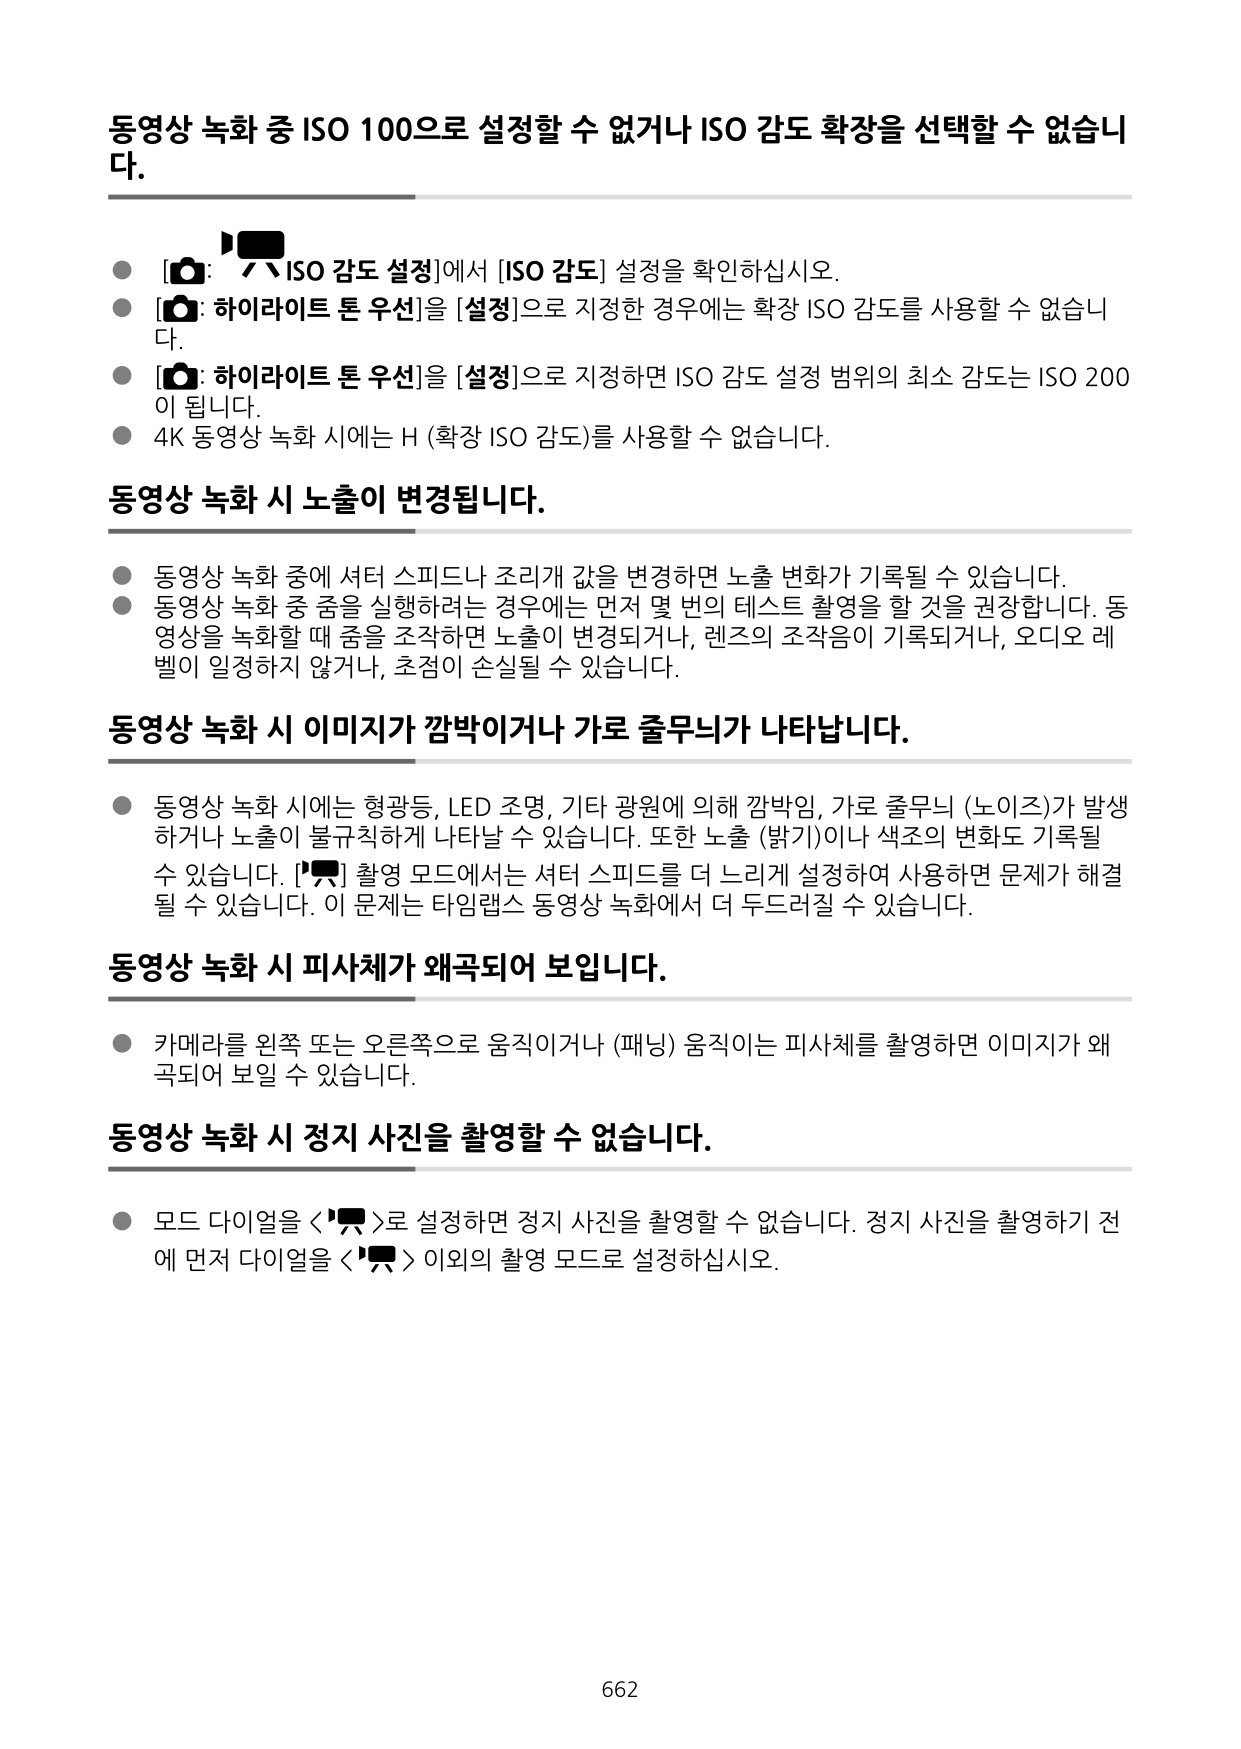 동영상 녹화 중 ISO 100으로 설정할 수 없거나 ISO 감도 확장을 선택할 수 없습니
다.
● [: ISO 감도 설정]에서 [ISO 감도] 설정을 확인하십시오.
● [: 하이라이트 톤 우선]을 [설정]으로 지정한 경우에는 확장 ISO 감도를 사용할 수 없습니
다.
● [: 하이라이트 톤 우선]을 [설정]으로 지정하면 ISO 감도 설정 범위의 최소 감도는 ISO 200
이 됩니다.
● 4K 동영상 녹화 시에는 H (확장 ISO 감도)를 사용할 수 없습니다.
동영상 녹화 시 노출이 변경됩니다.
● 동영상 녹화 중에 셔터 스피드나 조리개 값을 변경하면 노출 변화가 기록될 수 있습니다.
● 동영상 녹화 중 줌을 실행하려는 경우에는 먼저 몇 번의 테스트 촬영을 할 것을 권장합니다. 동
영상을 녹화할 때 줌을 조작하면 노출이 변경되거나, 렌즈의 조작음이 기록되거나, 오디오 레
벨이 일정하지 않거나, 초점이 손실될 수 있습니다.
동영상 녹화 시 이미지가 깜박이거나 가로 줄무늬가 나타납니다.
● 동영상 녹화 시에는 형광등, LED 조명, 기타 광원에 의해 깜박임, 가로 줄무늬 (노이즈)가 발생
하거나 노출이 불규칙하게 나타날 수 있습니다. 또한 노출 (밝기)이나 색조의 변화도 기록될
수 있습니다. [] 촬영 모드에서는 셔터 스피드를 더 느리게 설정하여 사용하면 문제가 해결
될 수 있습니다. 이 문제는 타임랩스 동영상 녹화에서 더 두드러질 수 있습니다.
동영상 녹화 시 피사체가 왜곡되어 보입니다.
● 카메라를 왼쪽 또는 오른쪽으로 움직이거나 (패닝) 움직이는 피사체를 촬영하면 이미지가 왜
곡되어 보일 수 있습니다.
동영상 녹화 시 정지 사진을 촬영할 수 없습니다.
● 모드 다이얼을 < >로 설정하면 정지 사진을 촬영할 수 없습니다. 정지 사진을 촬영하기 전
에 먼저 다이얼을 < > 이외의 촬영 모드로 설정하십시오.
662